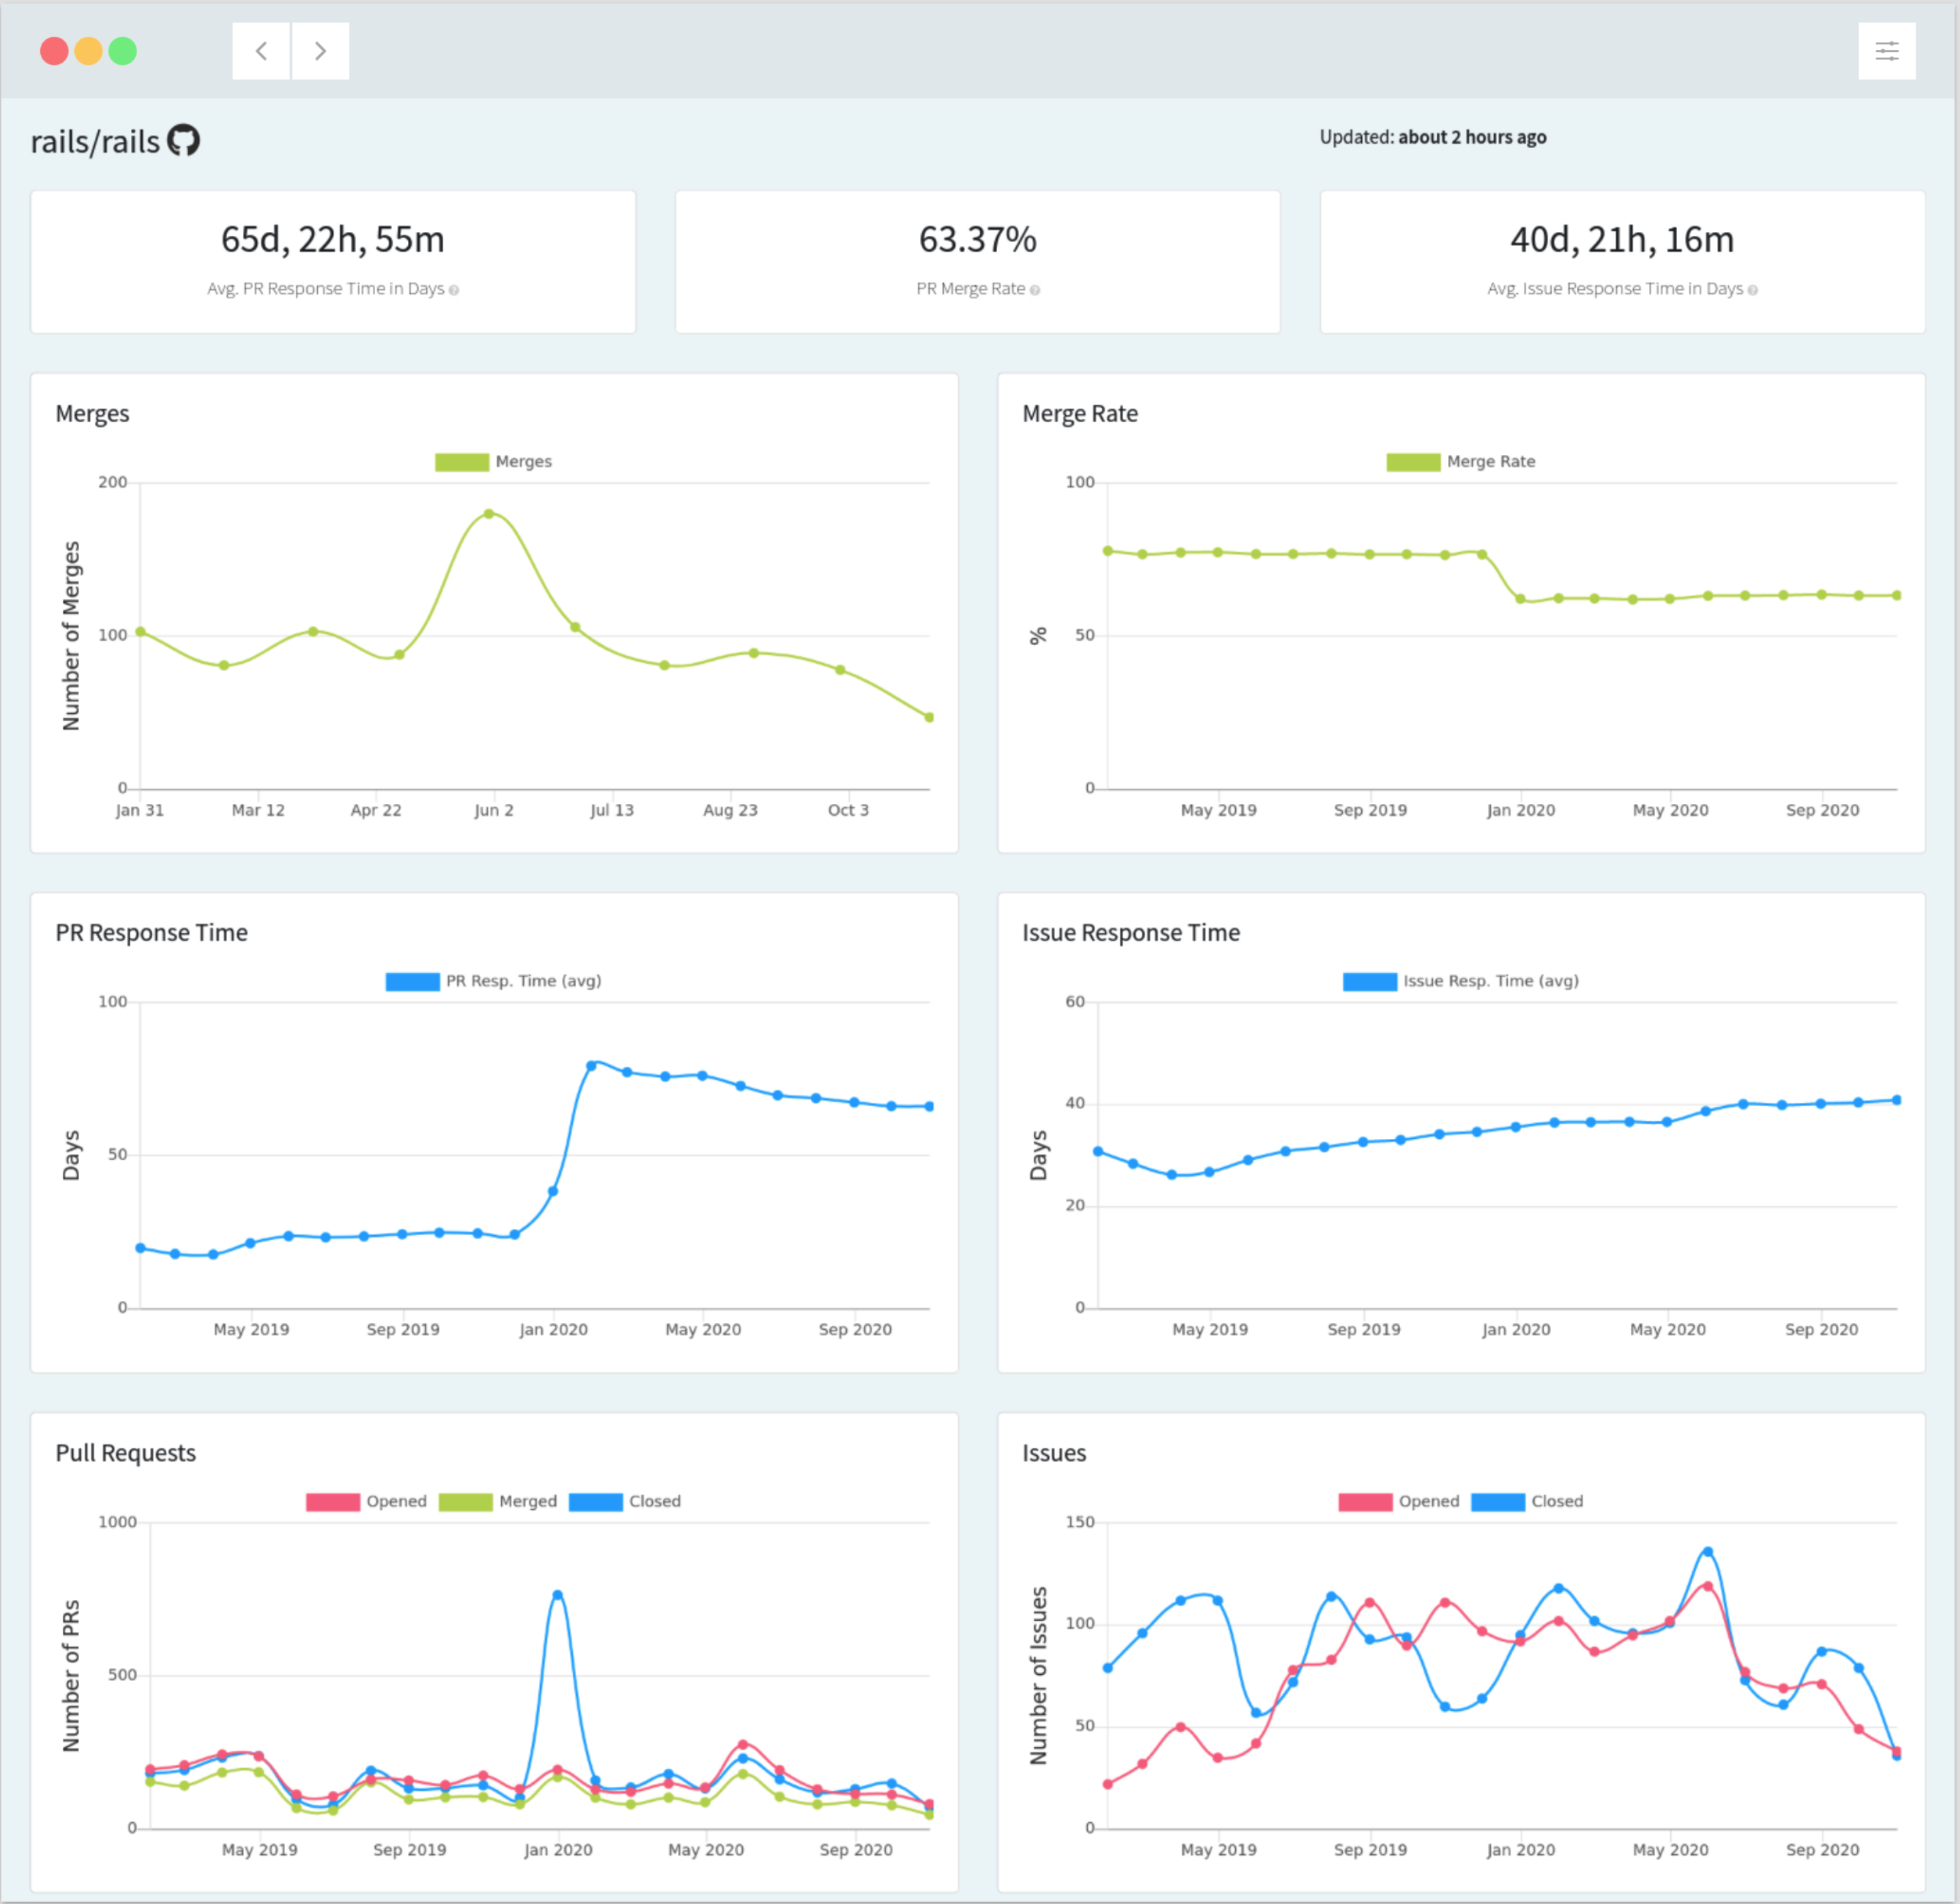 rails/rails
Updated: about 2 hours ago
65d, 22h, 55m
Avg. PR Response Time in Days ?
63.37%
PR Merge Rate ?
40d, 21h, 16m
Avg. Issue Response Time in Days ?
Merges
Merges
Number of Merges
200
100
0
Jan 31 Mar 12 Apr 22 Jun 2 Jul 13 Aug 23 Oct 3
Merge Rate
Merge Rate
%
100
50
0
May 2019 Sep 2019 Jan 2020 May 2020 Sep 2020
PR Response Time
PR Resp. Time (avg)
Days
100
50
0
May 2019 Sep 2019 Jan 2020 May 2020 Sep 2020
Issue Response Time
Issue Resp. Time (avg)
Days
60
40
20
0
May 2019 Sep 2019 Jan 2020 May 2020 Sep 2020
Pull Requests
Opened Merged Closed
Number of PRs
1000
500
0
May 2019 Sep 2019 Jan 2020 May 2020 Sep 2020
Issues
Opened Closed
Number of Issues
150
100
50
0
May 2019 Sep 2019 Jan 2020 May 2020 Sep 2020